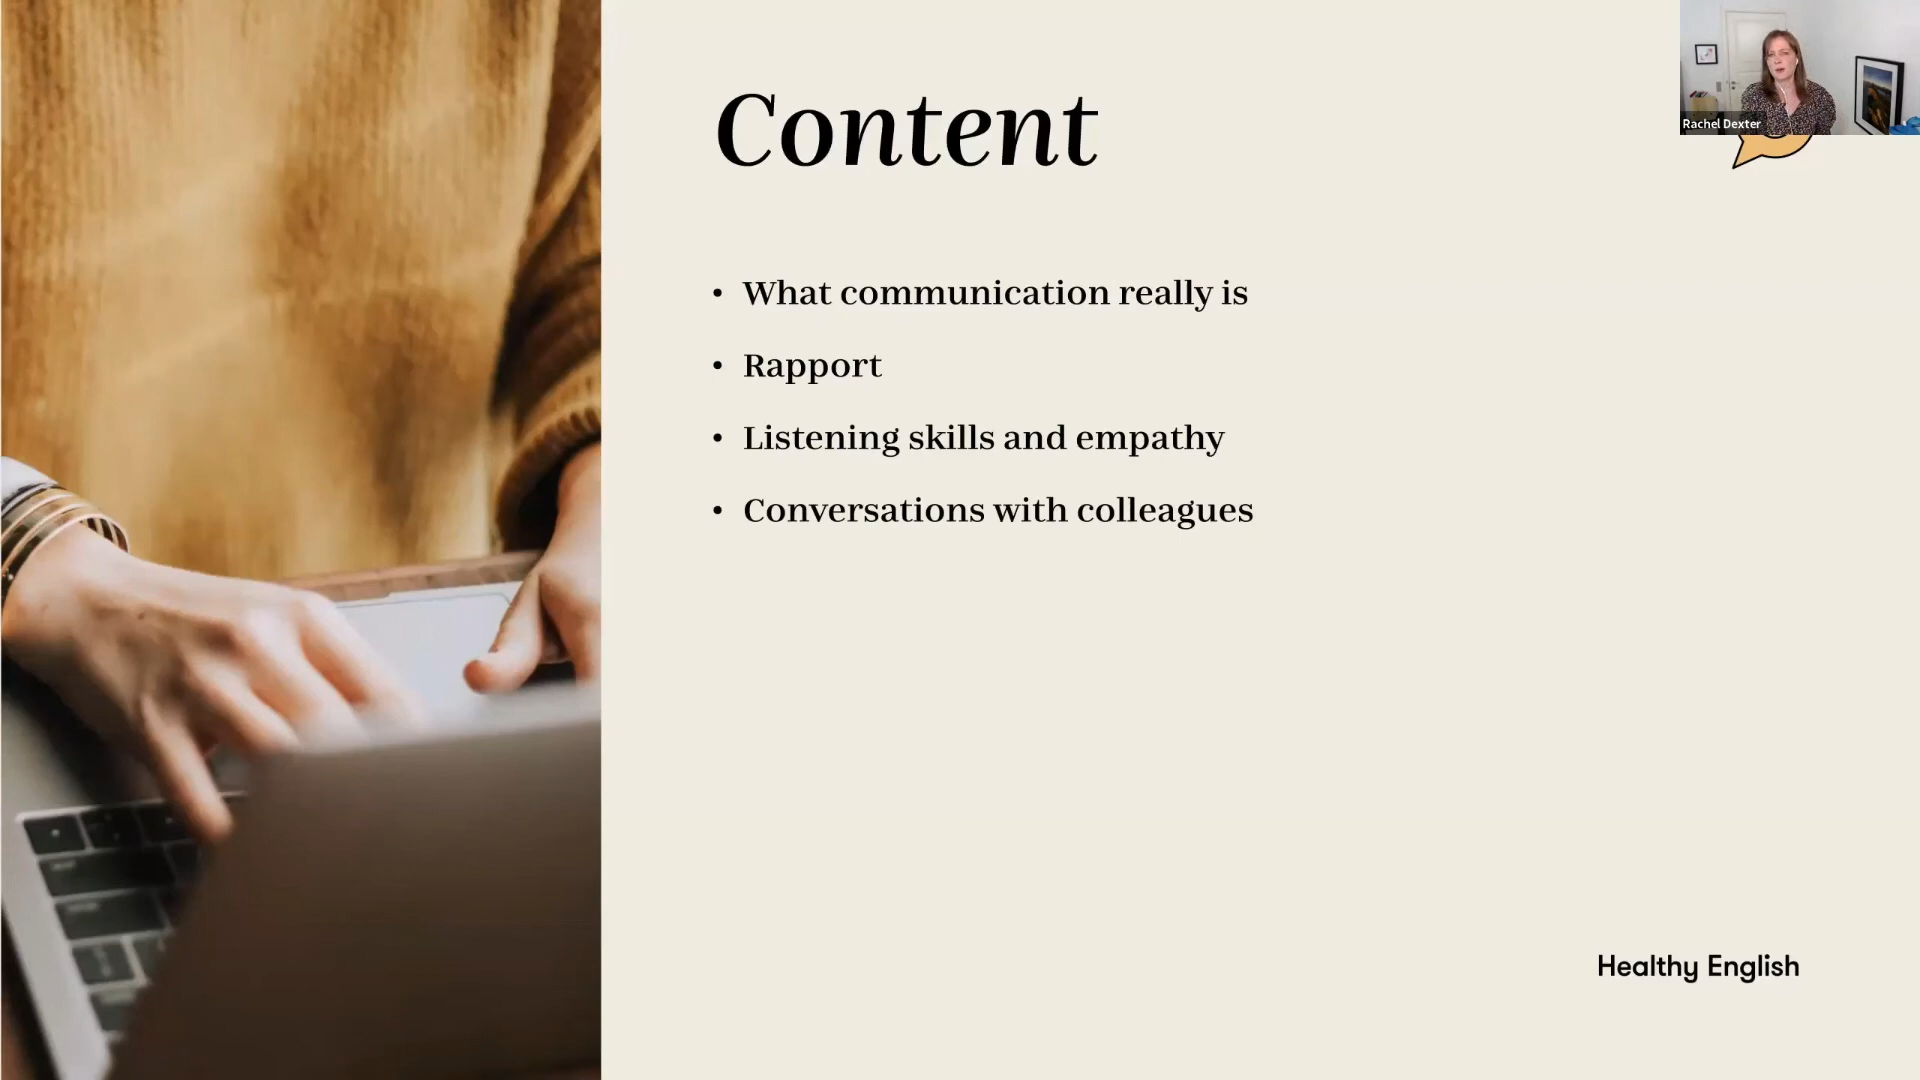 Content
Rachel Dexter
• What communication really is
• Rapport
• Listening skills and empathy
• Conversations with colleagues
Healthy English